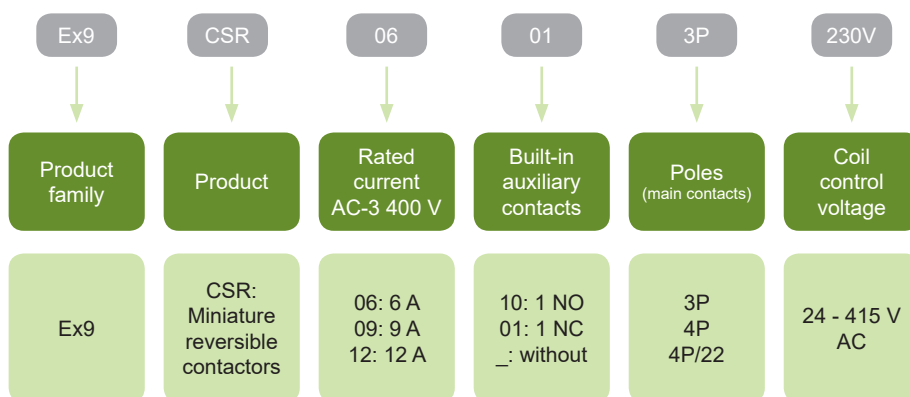 Ex9
CSR
06
01
3P
230V
Product
family
Product
Rated
current
AC-3 400 V
Built-in
auxiliary
contacts
Poles
(main contacts)
Coil
control
voltage
Ex9
CSR:
Miniature
reversible
contactors
06: 6 A
09: 9 A
12: 12 A
10: 1 NO
01: 1 NC
_: without
3P
4P
4P/22
24 - 415 V
AC